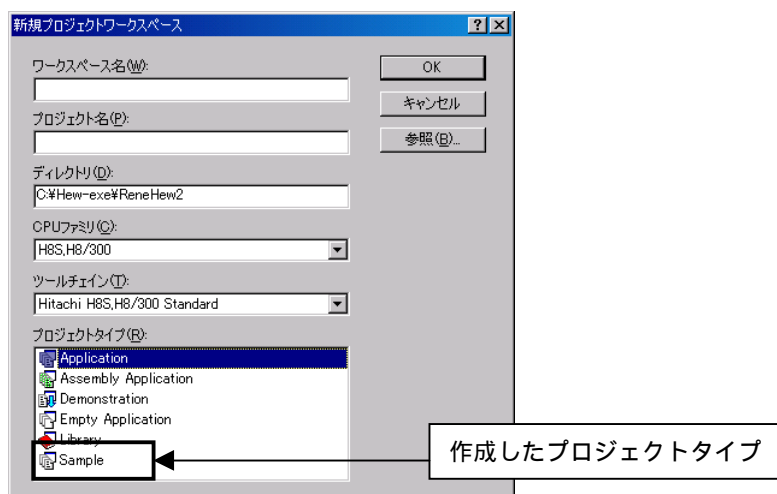 新規プロジェクトワークスペース
ワークスペース名(W):
OK
キャンセル
プロジェクト名(P):
参照(B)...
ディレクトリ(D):
C:¥Hew-exe¥ReneHew2
CPUファミリ(C):
H8S,H8/300
ツールチェイン(T):
Hitachi H8S,H8/300 Standard
プロジェクトタイプ(R):
Application
Assembly Application
Demonstration
Empty Application
Library
Sample
作成したプロジェクトタイプ